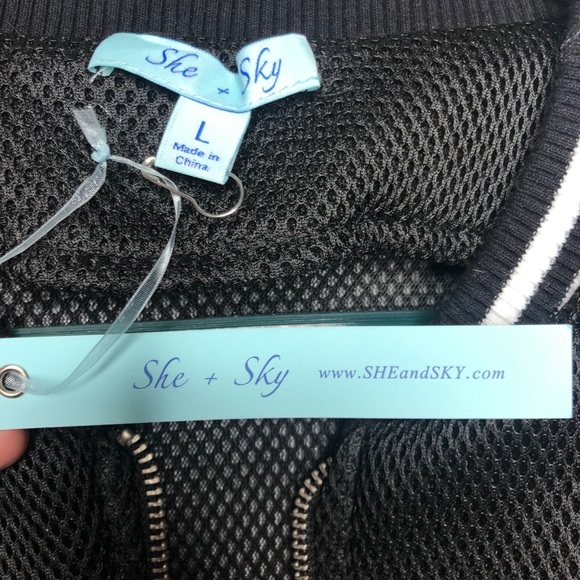 She + Sky
L
Made in
China
She + Sky www.SHEandSKY.com